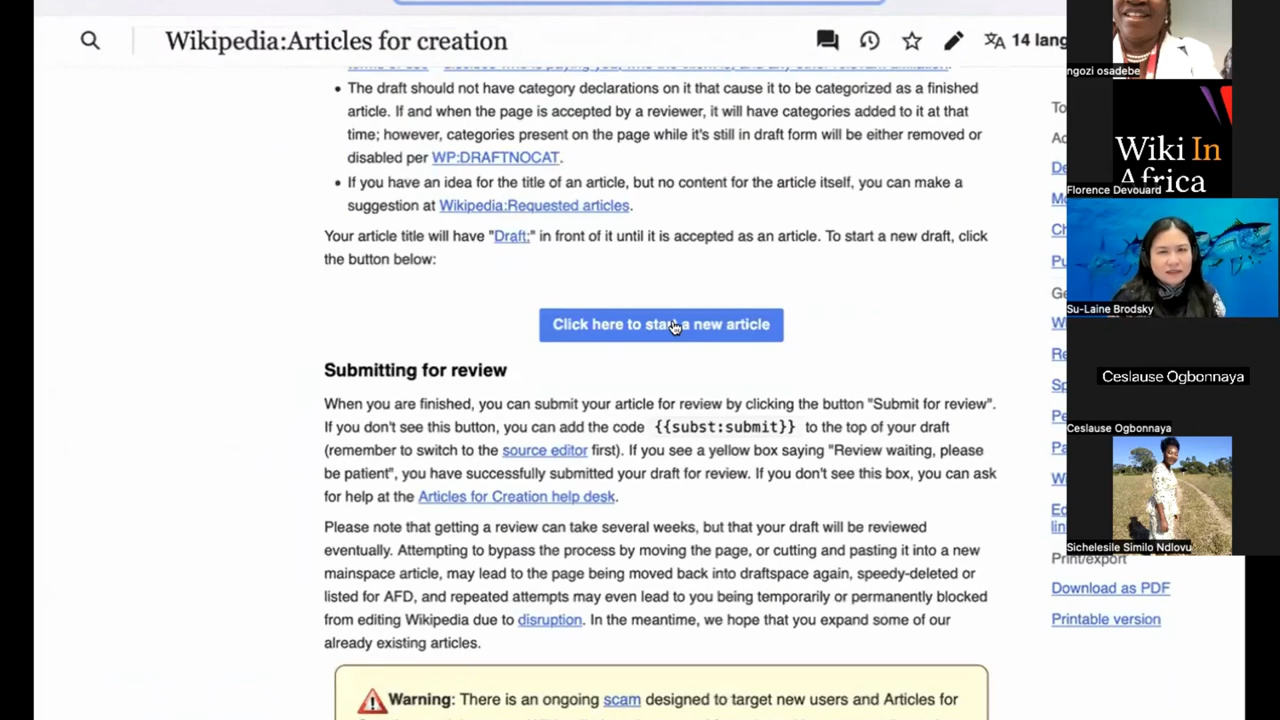 Wikipedia:Articles for creation
14 lang
terms of use
The draft should not have category declarations on it that cause it to be categorized as a finished
article. If and when the page is accepted by a reviewer, it will have categories added to it at that
time; however, categories present on the page while it's still in draft form will be either removed or
disabled per WP:DRAFTNOCAT.
If you have an idea for the title of an article, but no content for the article itself, you can make a
suggestion at Wikipedia:Requested articles.
Your article title will have "Draft:" in front of it until it is accepted as an article. To start a new draft, click
the button below:
Click here to start a new article
Submitting for review
When you are finished, you can submit your article for review by clicking the button "Submit for review".
If you don't see this button, you can add the code {{subst:submit}} to the top of your draft
(remember to switch to the source editor first). If you see a yellow box saying "Review waiting, please
be patient", you have successfully submitted your draft for review. If you don't see this box, you can ask
for help at the Articles for Creation help desk.
Please note that getting a review can take several weeks, but that your draft will be reviewed
eventually. Attempting to bypass the process by moving the page, or cutting and pasting it into a new
mainspace article, may lead to the page being moved back into draftspace again, speedy-deleted or
listed for AFD, and repeated attempts may even lead to you being temporarily or permanently blocked
from editing Wikipedia due to disruption. In the meantime, we hope that you expand some of our
already existing articles.
Warning: There is an ongoing scam designed to target new users and Articles for
Print/export
Download as PDF
Printable version
ngozi osadebe
Wiki In
Africa
Florence Devouard
Su-Laine Brodsky
Ceslause Ogbonnaya
Ceslause Ogbonnaya
Sichelesile Similo Ndlovu